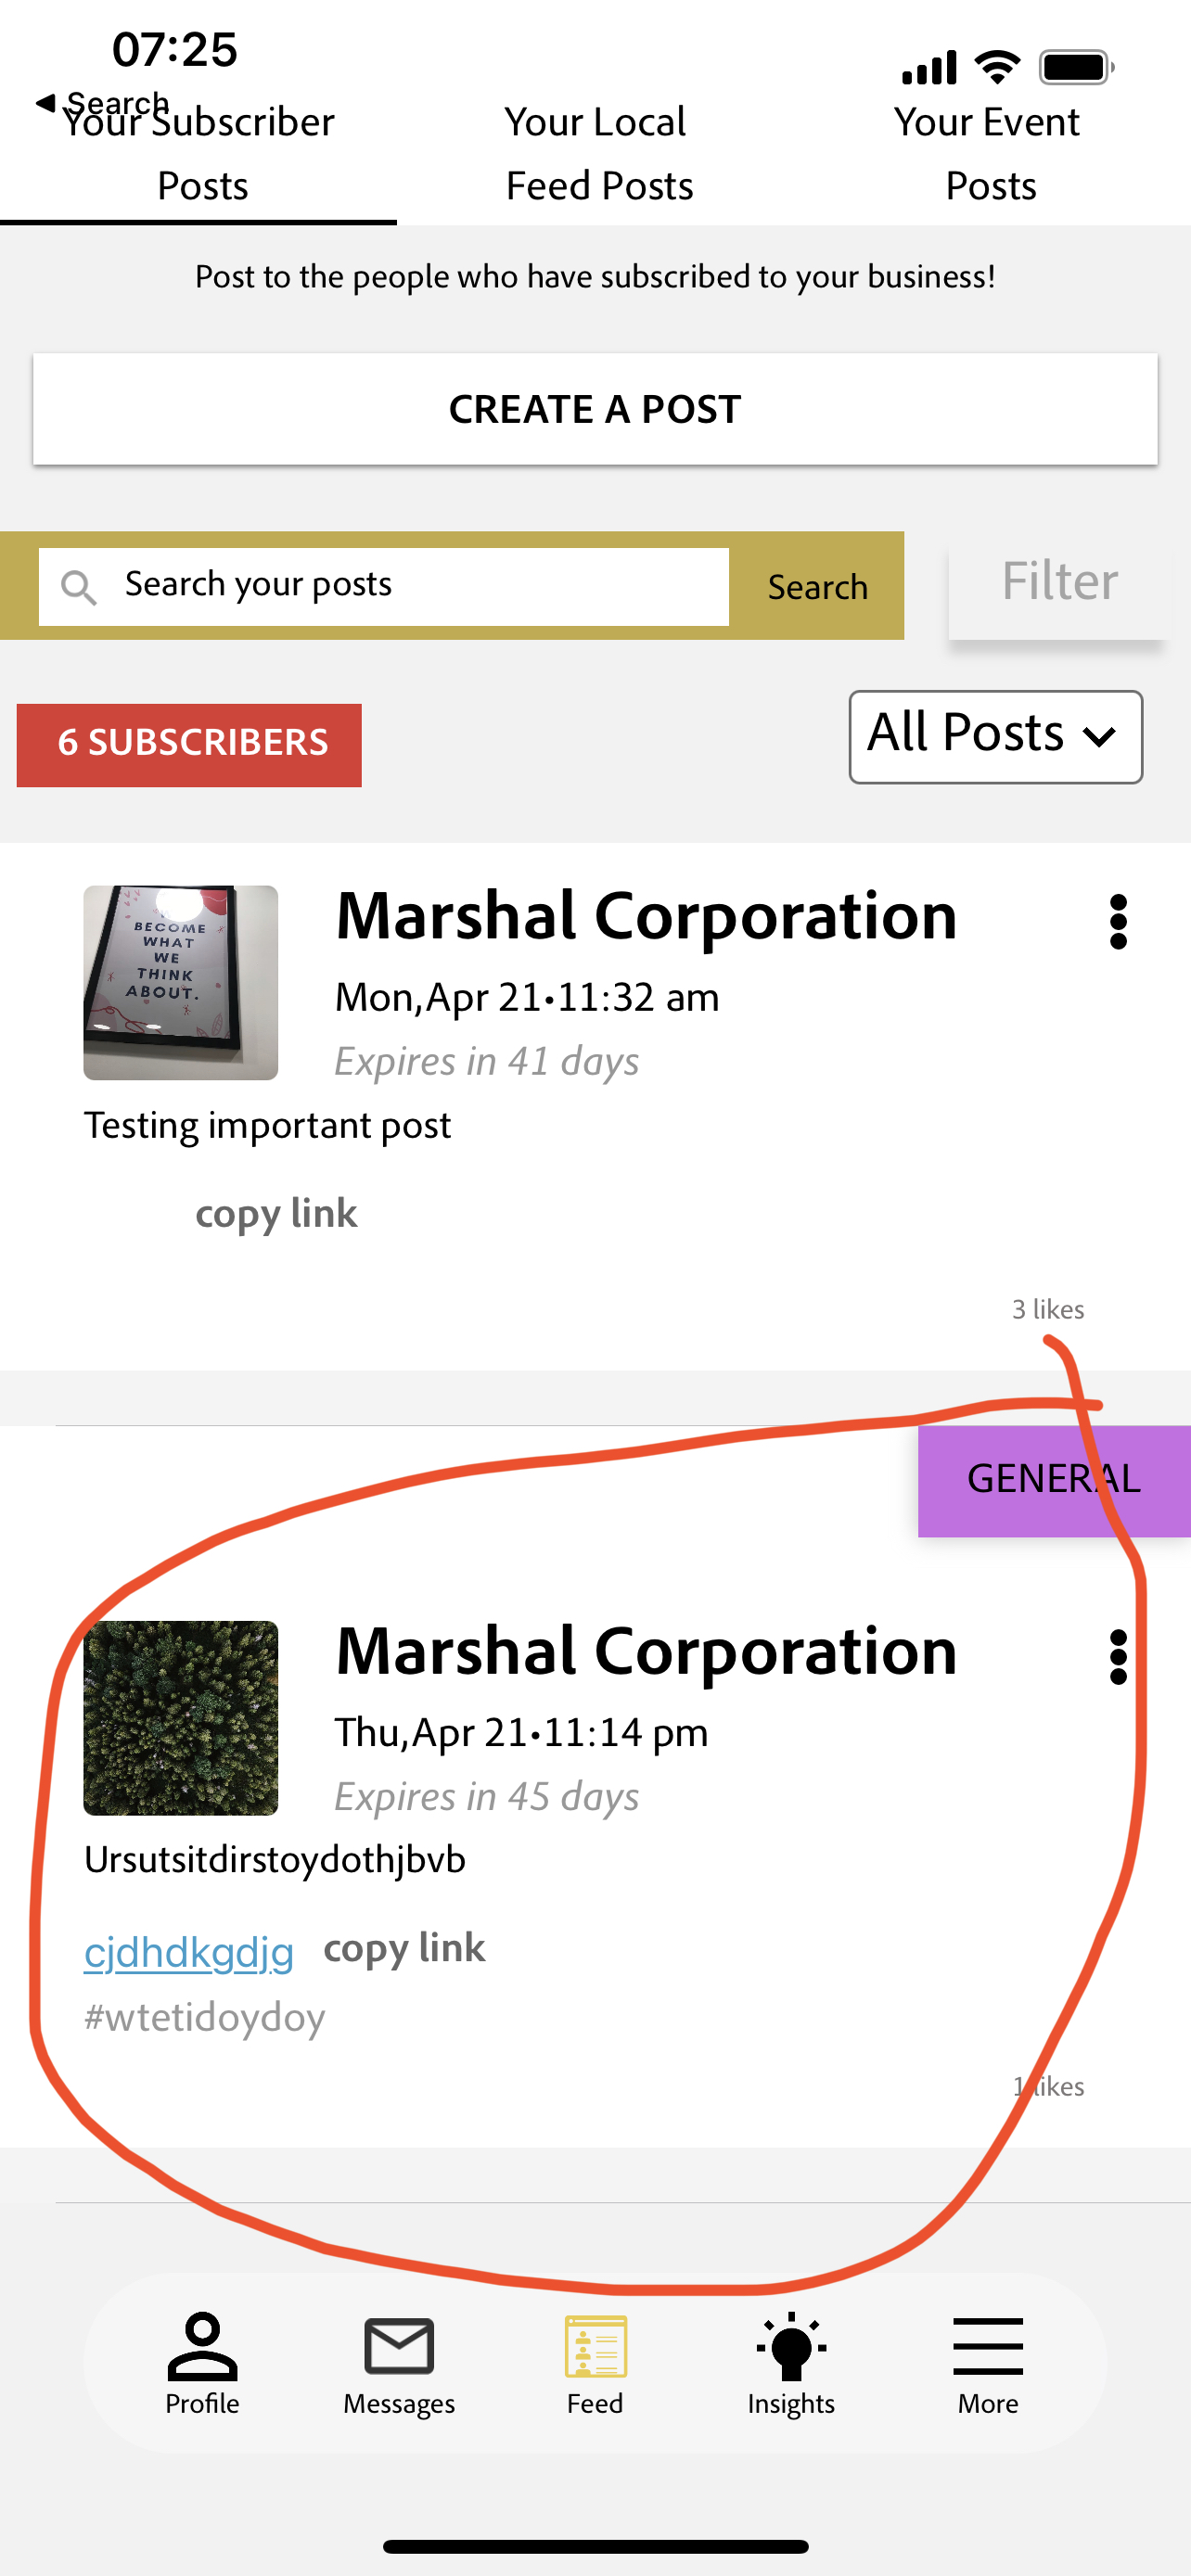 07:25
Search
Your Subscriber Posts
Your Local Feed Posts
Your Event Posts
Post to the people who have subscribed to your business!
CREATE A POST
Search your posts
Search
Filter
6 SUBSCRIBERS
All Posts
BECOME
WHAT
WE
THINK
ABOUT.
Marshal Corporation
Mon,Apr 21•11:32 am
Expires in 41 days
Testing important post
copy link
3 likes
GENERAL
Marshal Corporation
Thu,Apr 21•11:14 pm
Expires in 45 days
Ursutsitdirstoydothjbvb
cjdhdkgdjg copy link
#wtetidoydoy
1 likes
Profile
Messages
Feed
Insights
More